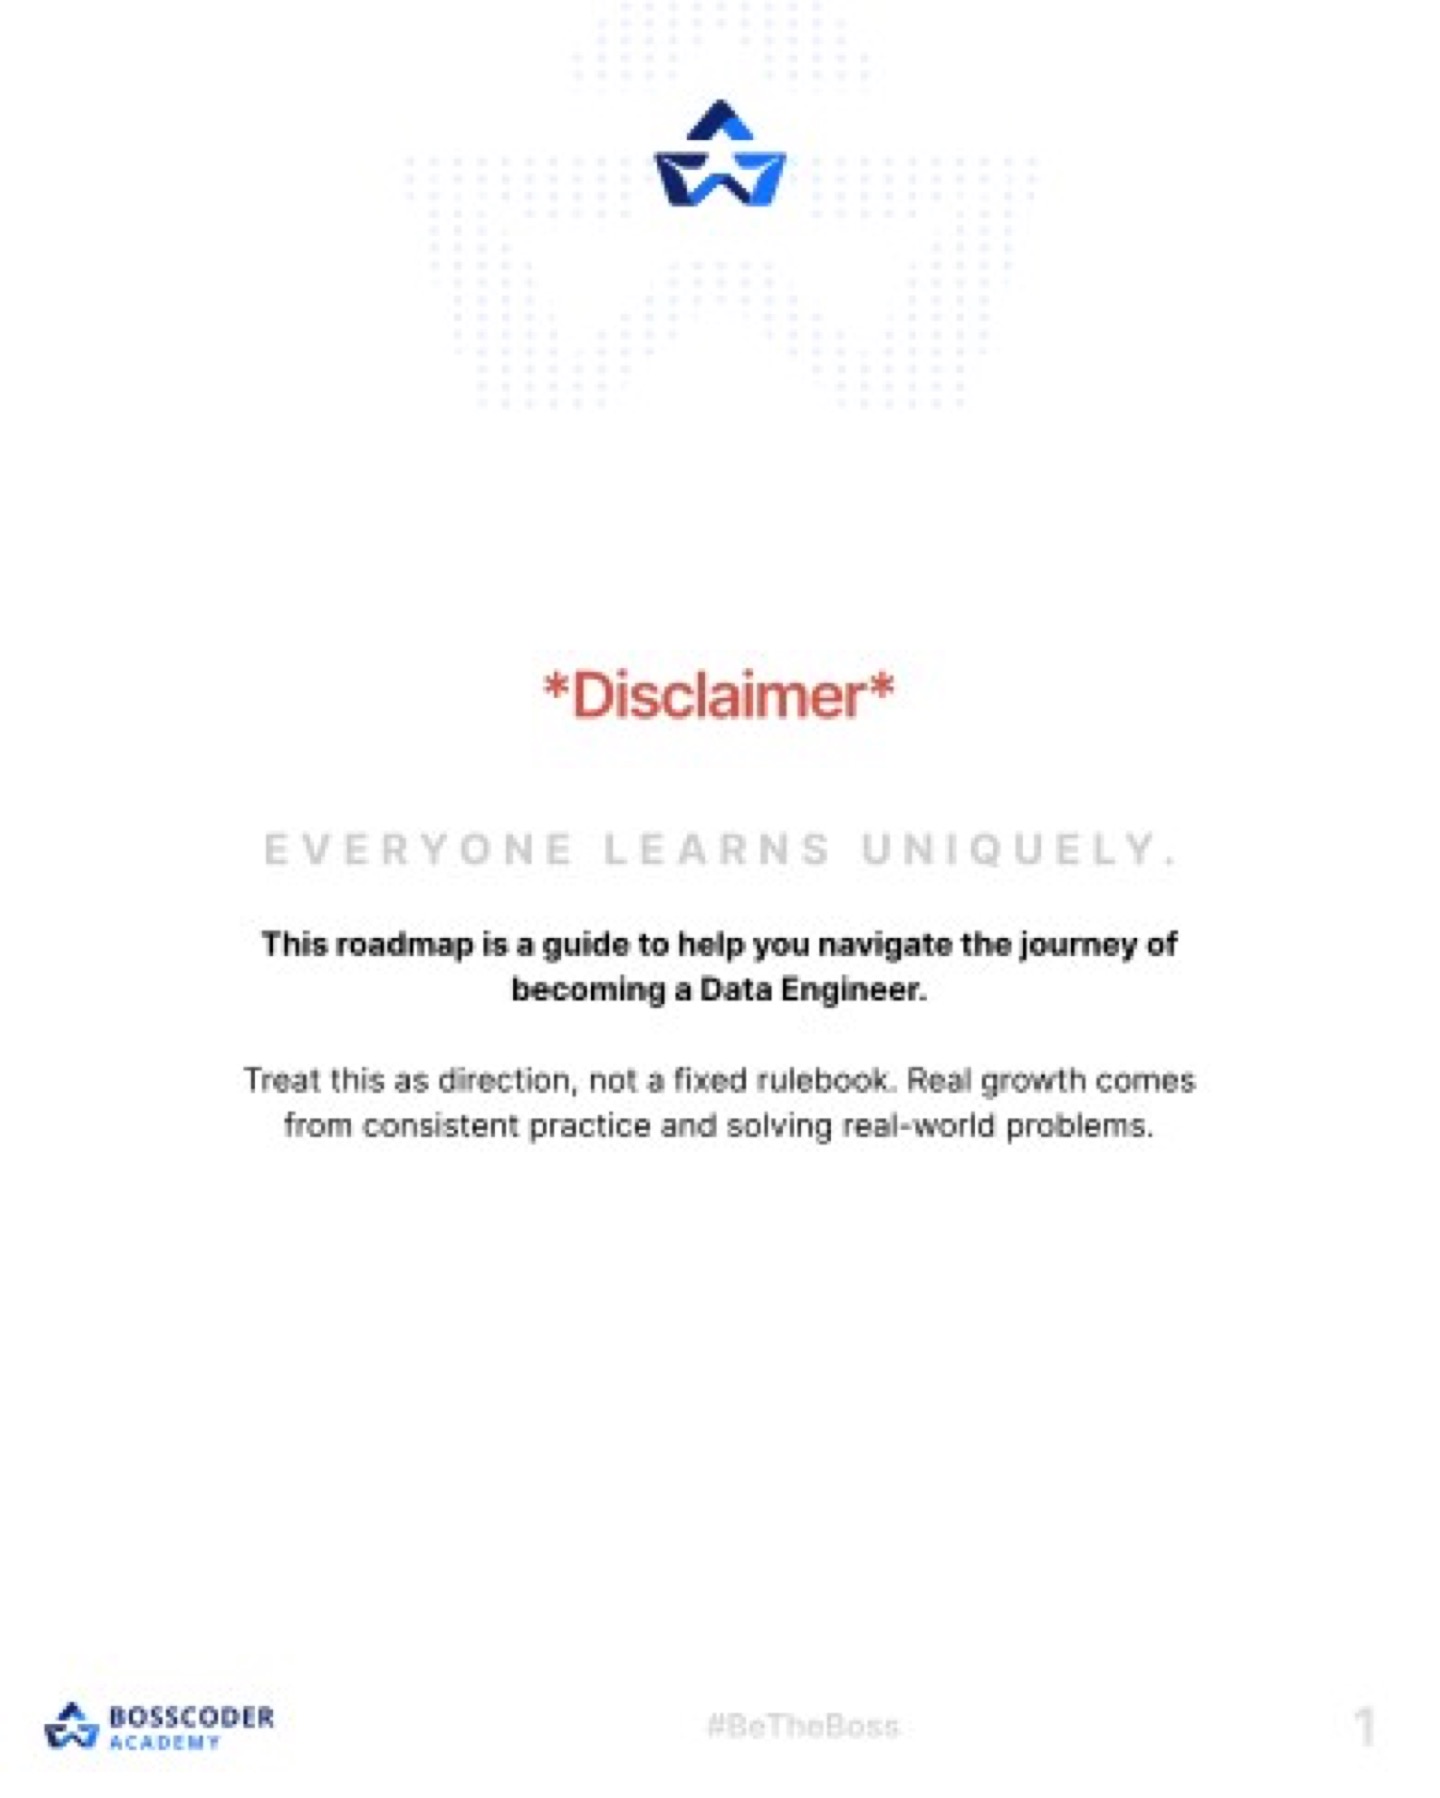 *Disclaimer*
EVERYONE LEARNS UNIQUELY.
This roadmap is a guide to help you navigate the journey of
becoming a Data Engineer.
Treat this as direction, not a fixed rulebook. Real growth comes
from consistent practice and solving real-world problems.
BOSSCODER
ACADEMY
#BeTheBoss
1